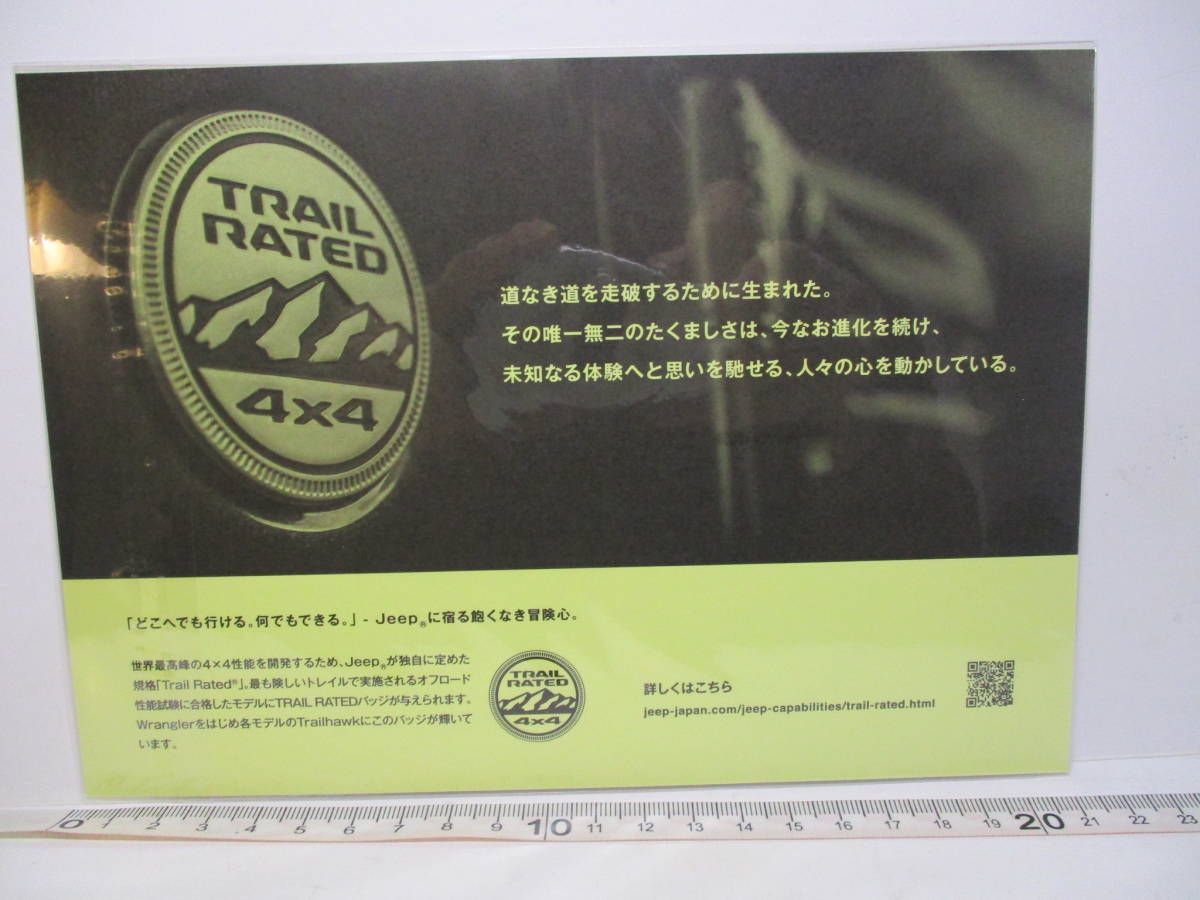 TRAIL
RATED
4x4
道なき道を走破するために生まれた。
その唯一無二のたくましさは、今なお進化を続け、
未知なる体験へと思いを馳せる、人々の心を動かしている。
「どこへでも行ける。何でもできる。」- Jeep®に宿る飽くなき冒険心。
世界最高峰の4×4性能を開発するため、Jeep®が独自に定めた
規格「Trail Rated®」。最も険しいトレイルで実施されるオフロード
性能試験に合格したモデルにTRAIL RATEDバッジが与えられます。
Wranglerをはじめ各モデルのTrailhawkにこのバッジが輝いて
います。
TRAIL
RATED
4x4
詳しくはこちら
jeep-japan.com/jeep-capabilities/trail-rated.html
0 1 2 3 4 5 6 7 8 9 10 11 12 13 14 15 16 17 18 19 20 21 22 23